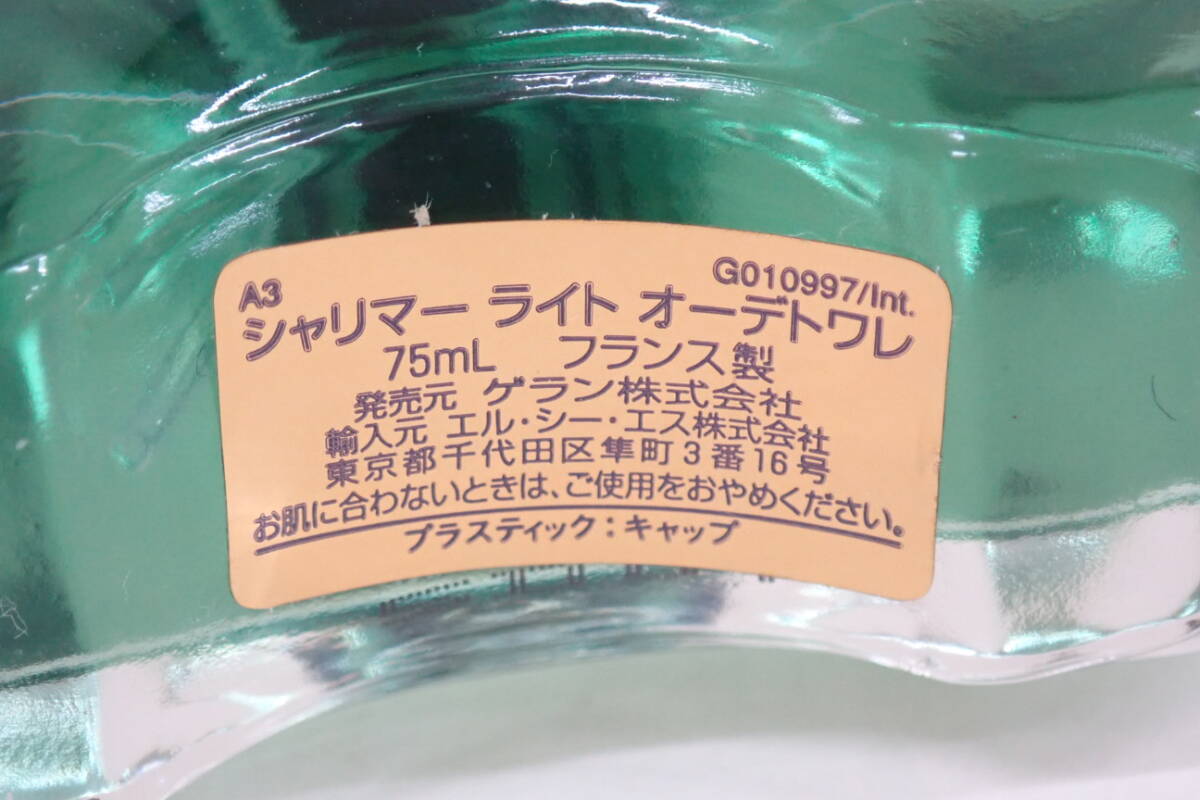 A3 G010997/Int.
シャリマー ライト オーデトワレ
75mL フランス製
発売元 ゲラン株式会社
輸入元 エル・シー・エス株式会社
東京都千代田区隼町3番16号
お肌に合わないときは、ご使用をおやめください。
プラスティック：キャップ